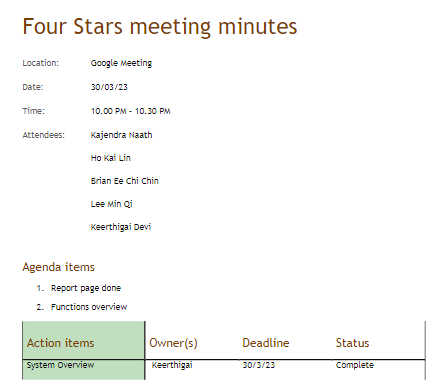 Four Stars meeting minutes
Location: Google Meeting
Date: 30/03/23
Time: 10.00 PM - 10.30 PM
Attendees: Kajendra Naath
Ho Kai Lin
Brian Ee Chi Chin
Lee Min Qi
Keerthigai Devi
Agenda items
1. Report page done
2. Functions overview
Action items Owner(s) Deadline Status
System Overview Keerthigai 30/3/23 Complete